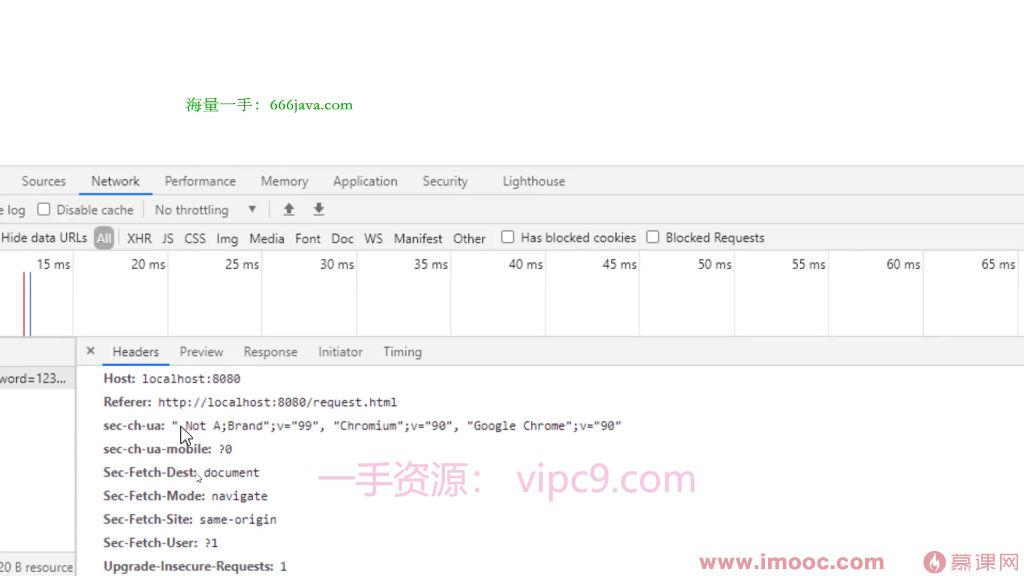 海量一手：666java.com
Sources Network Performance Memory Application Security Lighthouse
e log Disable cache No throttling
Hide data URLs All XHR JS CSS Img Media Font Doc WS Manifest Other Has blocked cookies Blocked Requests
15 ms 20 ms 25 ms 30 ms 35 ms 40 ms 45 ms 50 ms 55 ms 60 ms 65 ms
× Headers Preview Response Initiator Timing
word=123...
Host: localhost:8080
Referer: http://localhost:8080/request.html
sec-ch-ua: " Not A;Brand";v="99", "Chromium";v="90", "Google Chrome";v="90"
sec-ch-ua-mobile: ?0
Sec-Fetch-Dest: document
Sec-Fetch-Mode: navigate
一手资源： vipc9.com
Sec-Fetch-Site: same-origin
Sec-Fetch-User: ?1
Upgrade-Insecure-Requests: 1
20 B resource
www.imooc.com 慕课网